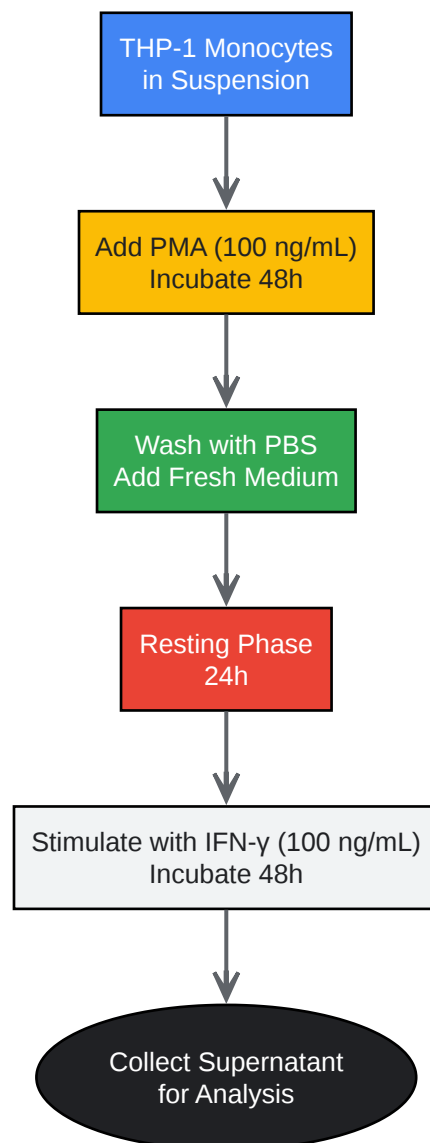 THP-1 Monocytes
in Suspension
Add PMA (100 ng/mL)
Incubate 48h
Wash with PBS
Add Fresh Medium
Resting Phase
24h
Stimulate with IFN-γ (100 ng/mL)
Incubate 48h
Collect Supernatant
for Analysis